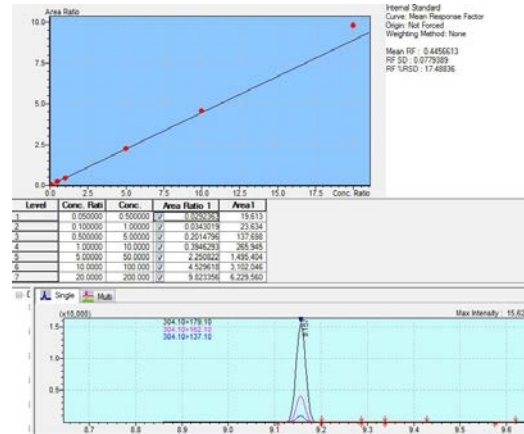 Area Ratio
Internal Standard
Curve: Mean Response Factor
Origin: Not Forced
Weighting Method: None
Mean RF : 0.4456613
RF SD : 0.0779389
RF %RSD : 17.48836
10.0
7.5
5.0
2.5
0.0
0.0 2.5 5.0 7.5 10.0 12.5 15.0 17.5 Conc. Ratio
Level Conc. Rati Conc. Area Ratio 1 Area1
1 0.050000 0.500000 0.0292363 19,613
2 0.100000 1.00000 0.0343019 23,634
3 0.500000 5.00000 0.2014796 137,698
4 1.00000 10.0000 0.3946293 265,945
5 5.00000 50.0000 2.250822 1,495,404
6 10.0000 100.000 4.529618 3,102,046
7 20.0000 200.000 9.823356 6,229,560
Single Multi
(x10,000)
304.10>179.10
304.10>162.10
304.10>137.10
Max Intensity : 15,62
1.5
1.0
0.5
8.7 8.8 8.9 9.0 9.1 9.2 9.3 9.4 9.5 9.6